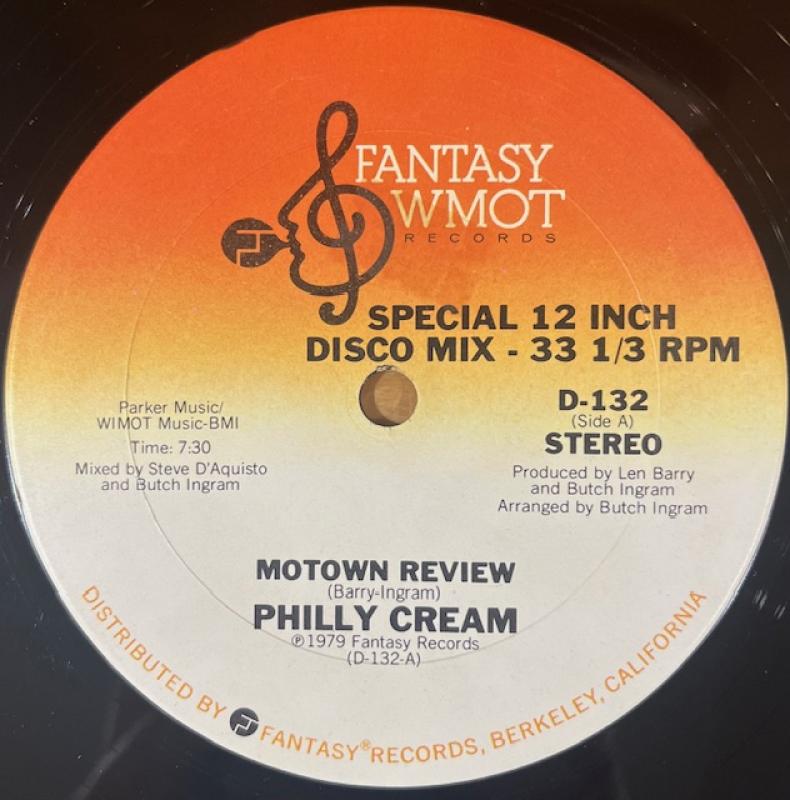 FANTASY
WMOT
RECORDS
SPECIAL 12 INCH
DISCO MIX - 33 1/3 RPM
Parker Music/
WIMOT Music-BMI
Time: 7:30
Mixed by Steve D'Aquisto
and Butch Ingram
D-132
(Side A)
STEREO
Produced by Len Barry
and Butch Ingram
Arranged by Butch Ingram
MOTOWN REVIEW
(Barry-Ingram)
PHILLY CREAM
℗1979 Fantasy Records
(D-132-A)
DISTRIBUTED BY FANTASY® RECORDS, BERKELEY, CALIFORNIA